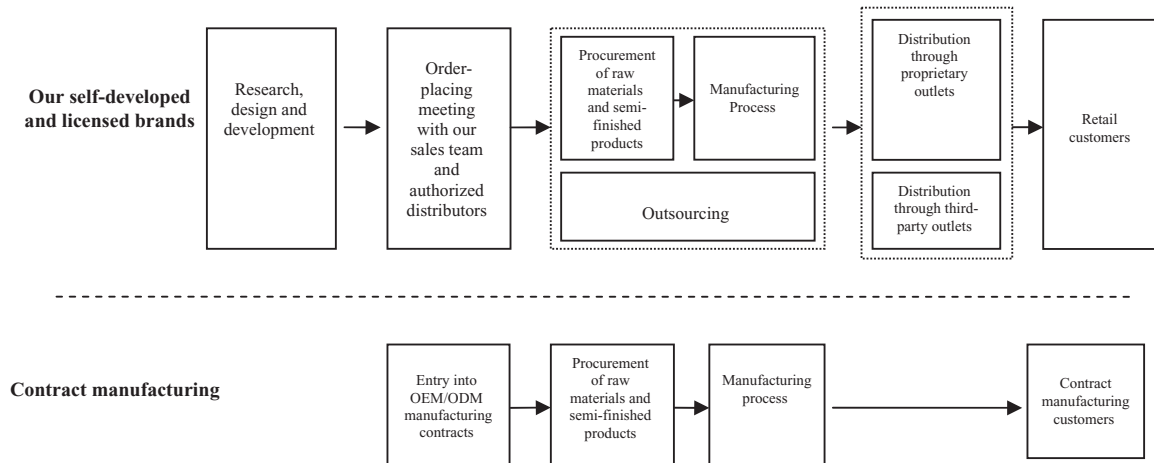 Our self-developed
and licensed brands
Research,
design and
development
Order-
placing
meeting
with our
sales team
and
authorized
distributors
Procurement
of raw
materials
and semi-
finished
products
Manufacturing
Process
Outsourcing
Distribution
through
proprietary
outlets
Distribution
through third-
party outlets
Retail
customers
Contract manufacturing
Entry into
OEM/ODM
manufacturing
contracts
Procurement
of raw
materials and
semi-finished
products
Manufacturing
process
Contract
manufacturing
customers